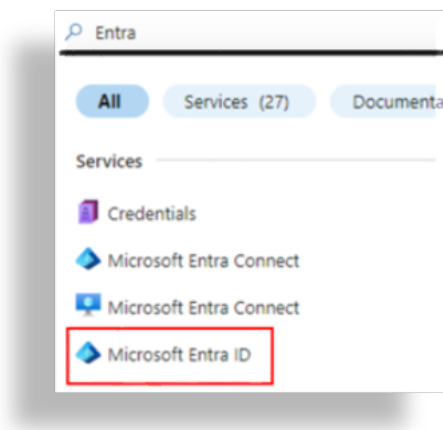 Entra
All Services (27) Documenta
Services
Credentials
Microsoft Entra Connect
Microsoft Entra Connect
Microsoft Entra ID